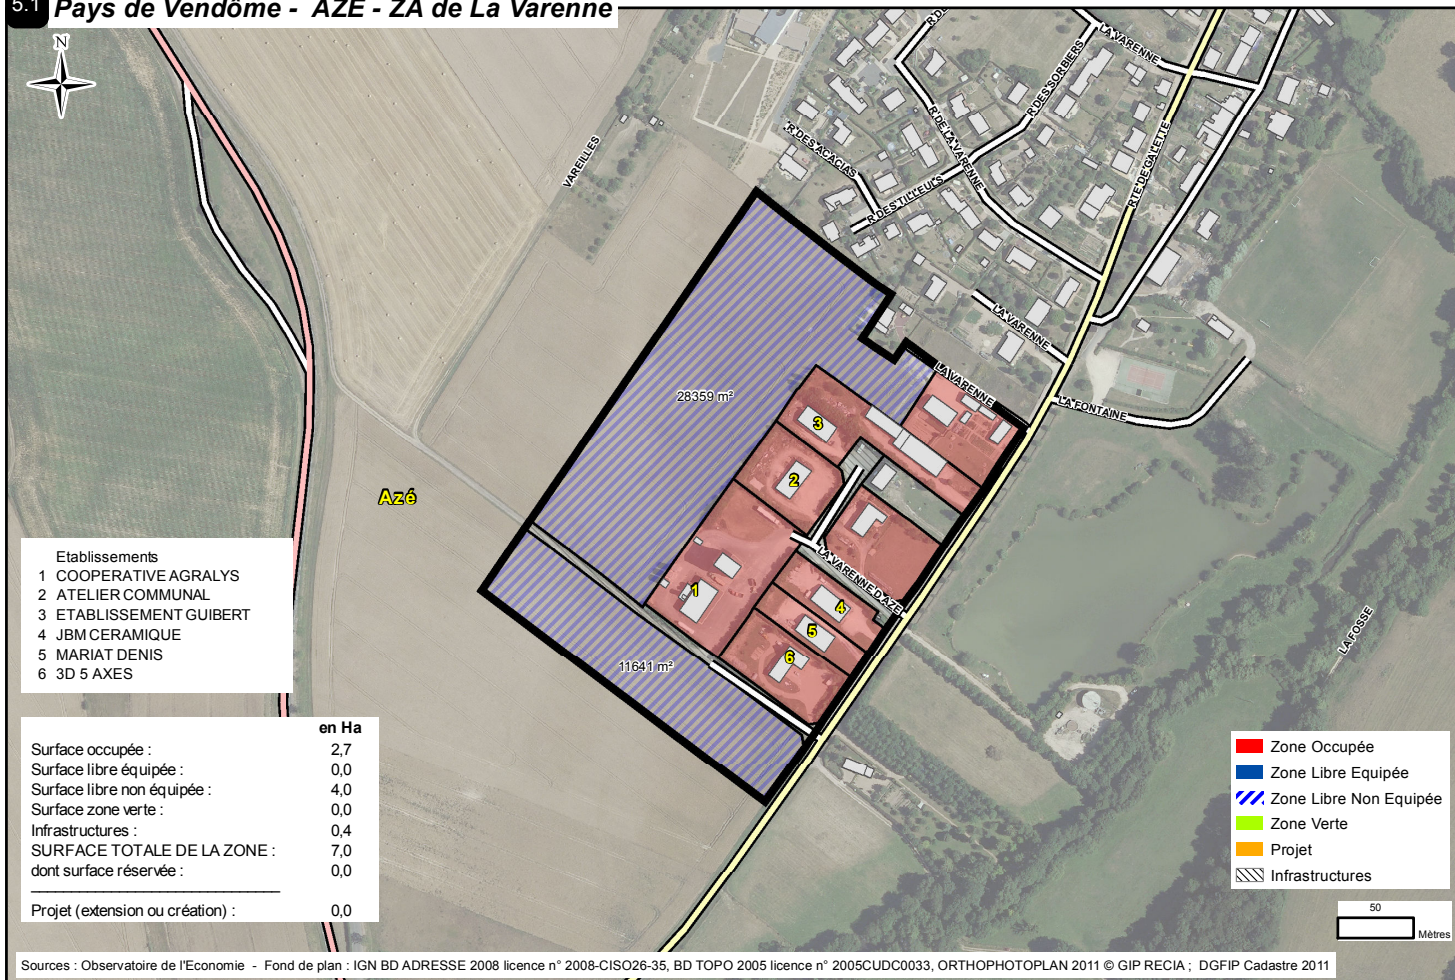 5.1 Pays de Vendôme - AZE - ZA de La Varenne
N
VAREILLES
R DES ACACIAS
R DES TILLEULS
R DE LA VARENNE
R DES SORBIERS
LA VARENNE
RTE DE GALETTE
LA VARENNE
LA VARENNE
LA FONTAINE
28359 m²
3
2
Azé
LA VARENNE D AZE
1
4
5
6
11641 m²
LA FOSSE
Etablissements
1 COOPERATIVE AGRALYS
2 ATELIER COMMUNAL
3 ETABLISSEMENT GUIBERT
4 JBM CERAMIQUE
5 MARIAT DENIS
6 3D 5 AXES
en Ha
Surface occupée : 2,7
Surface libre équipée : 0,0
Surface libre non équipée : 4,0
Surface zone verte : 0,0
Infrastructures : 0,4
SURFACE TOTALE DE LA ZONE : 7,0
dont surface réservée : 0,0
Projet (extension ou création) : 0,0
Zone Occupée
Zone Libre Equipée
Zone Libre Non Equipée
Zone Verte
Projet
Infrastructures
50
Mètres
Sources : Observatoire de l'Economie - Fond de plan : IGN BD ADRESSE 2008 licence n° 2008-CISO26-35, BD TOPO 2005 licence n° 2005CUDC0033, ORTHOPHOTOPLAN 2011 © GIP RECIA ; DGFIP Cadastre 2011